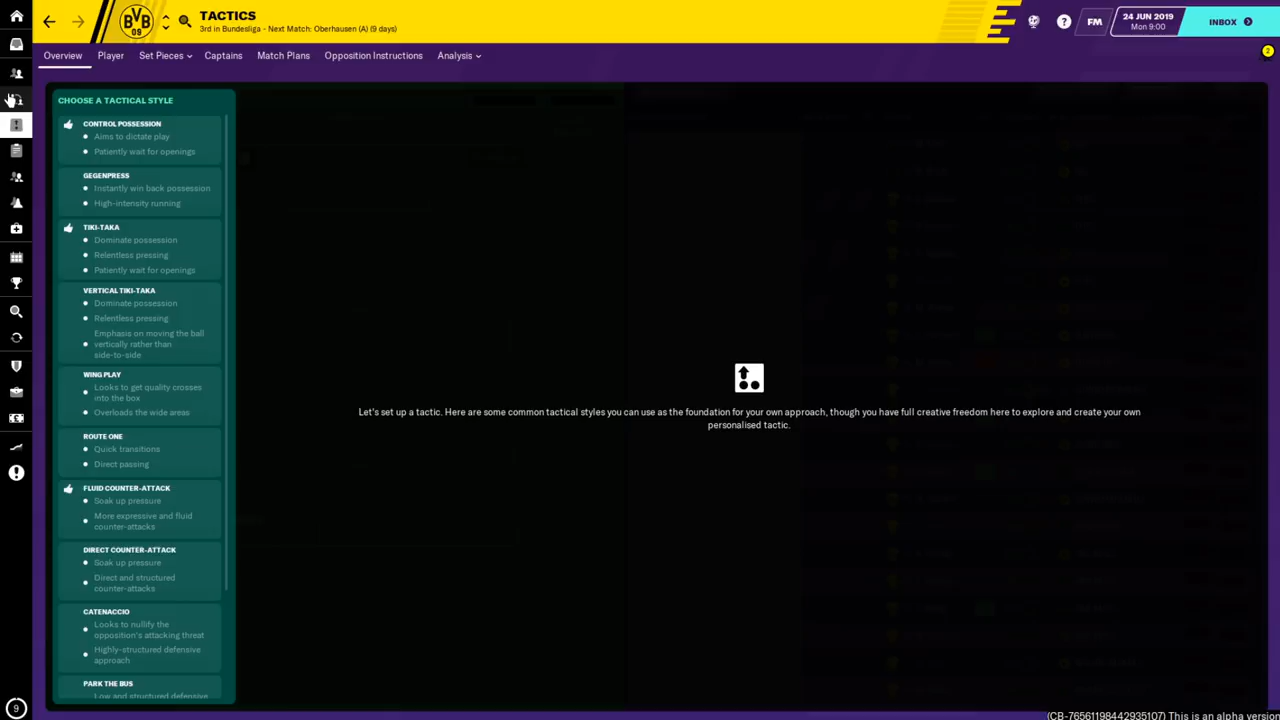 BVB
09
TACTICS
3rd in Bundesliga - Next Match: Oberhausen (A) (9 days)
FM
24 JUN 2019
Mon 9:00
INBOX
Overview
Player
Set Pieces
Captains
Match Plans
Opposition Instructions
Analysis
2
CHOOSE A TACTICAL STYLE
CONTROL POSSESSION
Aims to dictate play
Patiently wait for openings
GEGENPRESS
Instantly win back possession
High-intensity running
TIKI-TAKA
Dominate possession
Relentless pressing
Patiently wait for openings
VERTICAL TIKI-TAKA
Dominate possession
Relentless pressing
Emphasis on moving the ball
vertically rather than
side-to-side
WING PLAY
Looks to get quality crosses
into the box
Overloads the wide areas
ROUTE ONE
Quick transitions
Direct passing
FLUID COUNTER-ATTACK
Soak up pressure
More expressive and fluid
counter-attacks
DIRECT COUNTER-ATTACK
Soak up pressure
Direct and structured
counter-attacks
CATENACCIO
Looks to nullify the
opposition's attacking threat
Highly-structured defensive
approach
PARK THE BUS
Low and structured defensive
Let's set up a tactic. Here are some common tactical styles you can use as the foundation for your own approach, though you have full creative freedom here to explore and create your own
personalised tactic.
9
(CB-76561198442935107) This is an alpha version